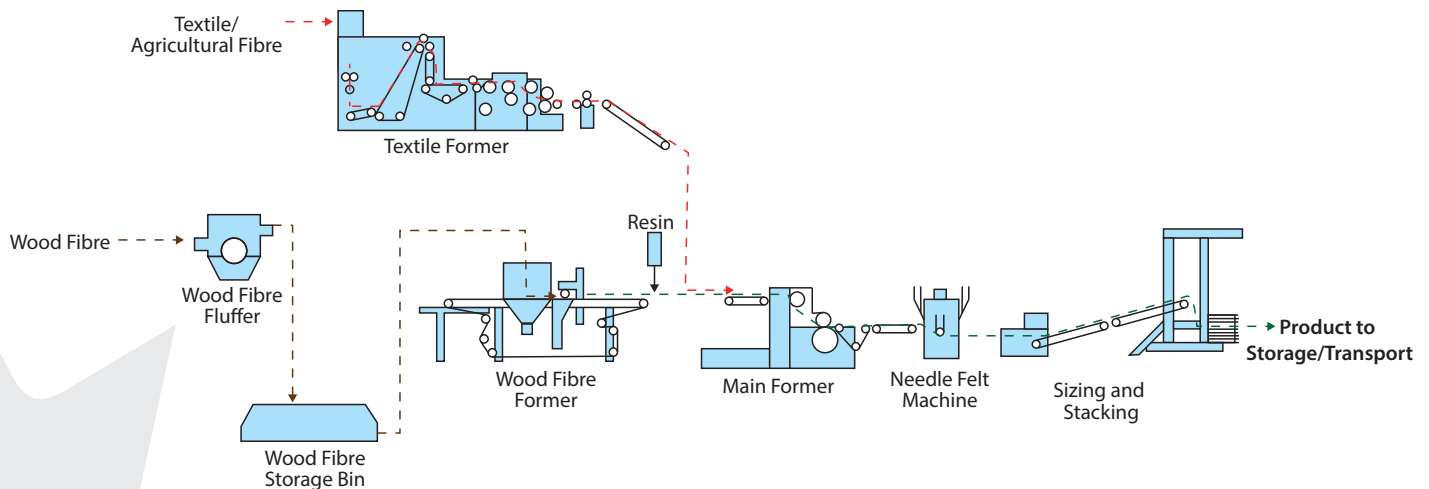 Textile/
Agricultural Fibre
Textile Former
Resin
Wood Fibre
Wood Fibre
Fluffer
Product to
Storage/Transport
Wood Fibre
Former
Main Former
Needle Felt
Machine
Sizing and
Stacking
Wood Fibre
Storage Bin